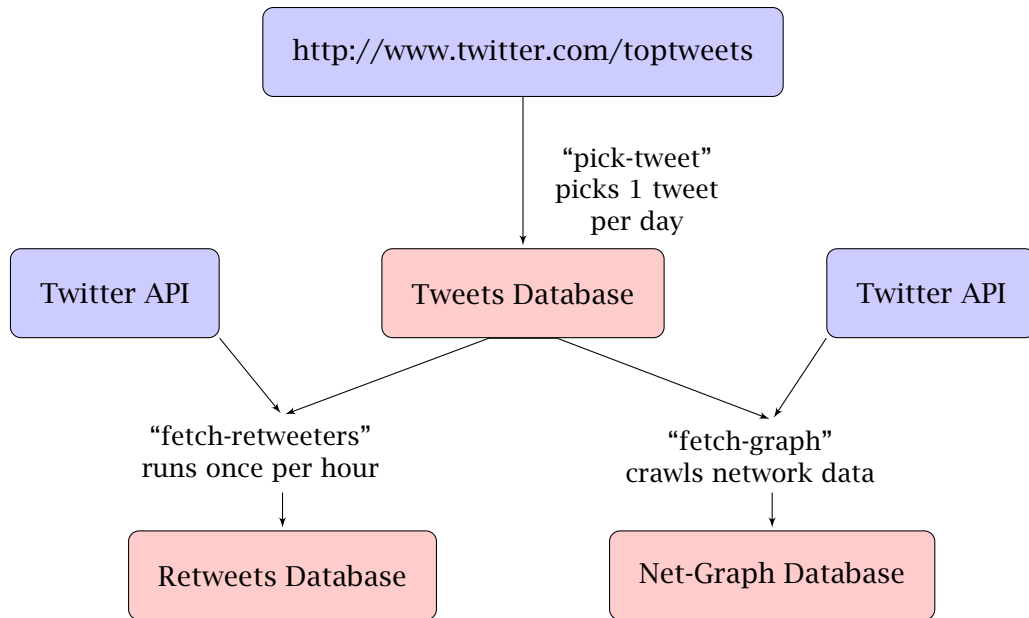 http://www.twitter.com/toptweets
“pick-tweet”
picks 1 tweet
per day
Twitter API
Tweets Database
Twitter API
“fetch-retweeters”
runs once per hour
“fetch-graph”
crawls network data
Retweets Database
Net-Graph Database